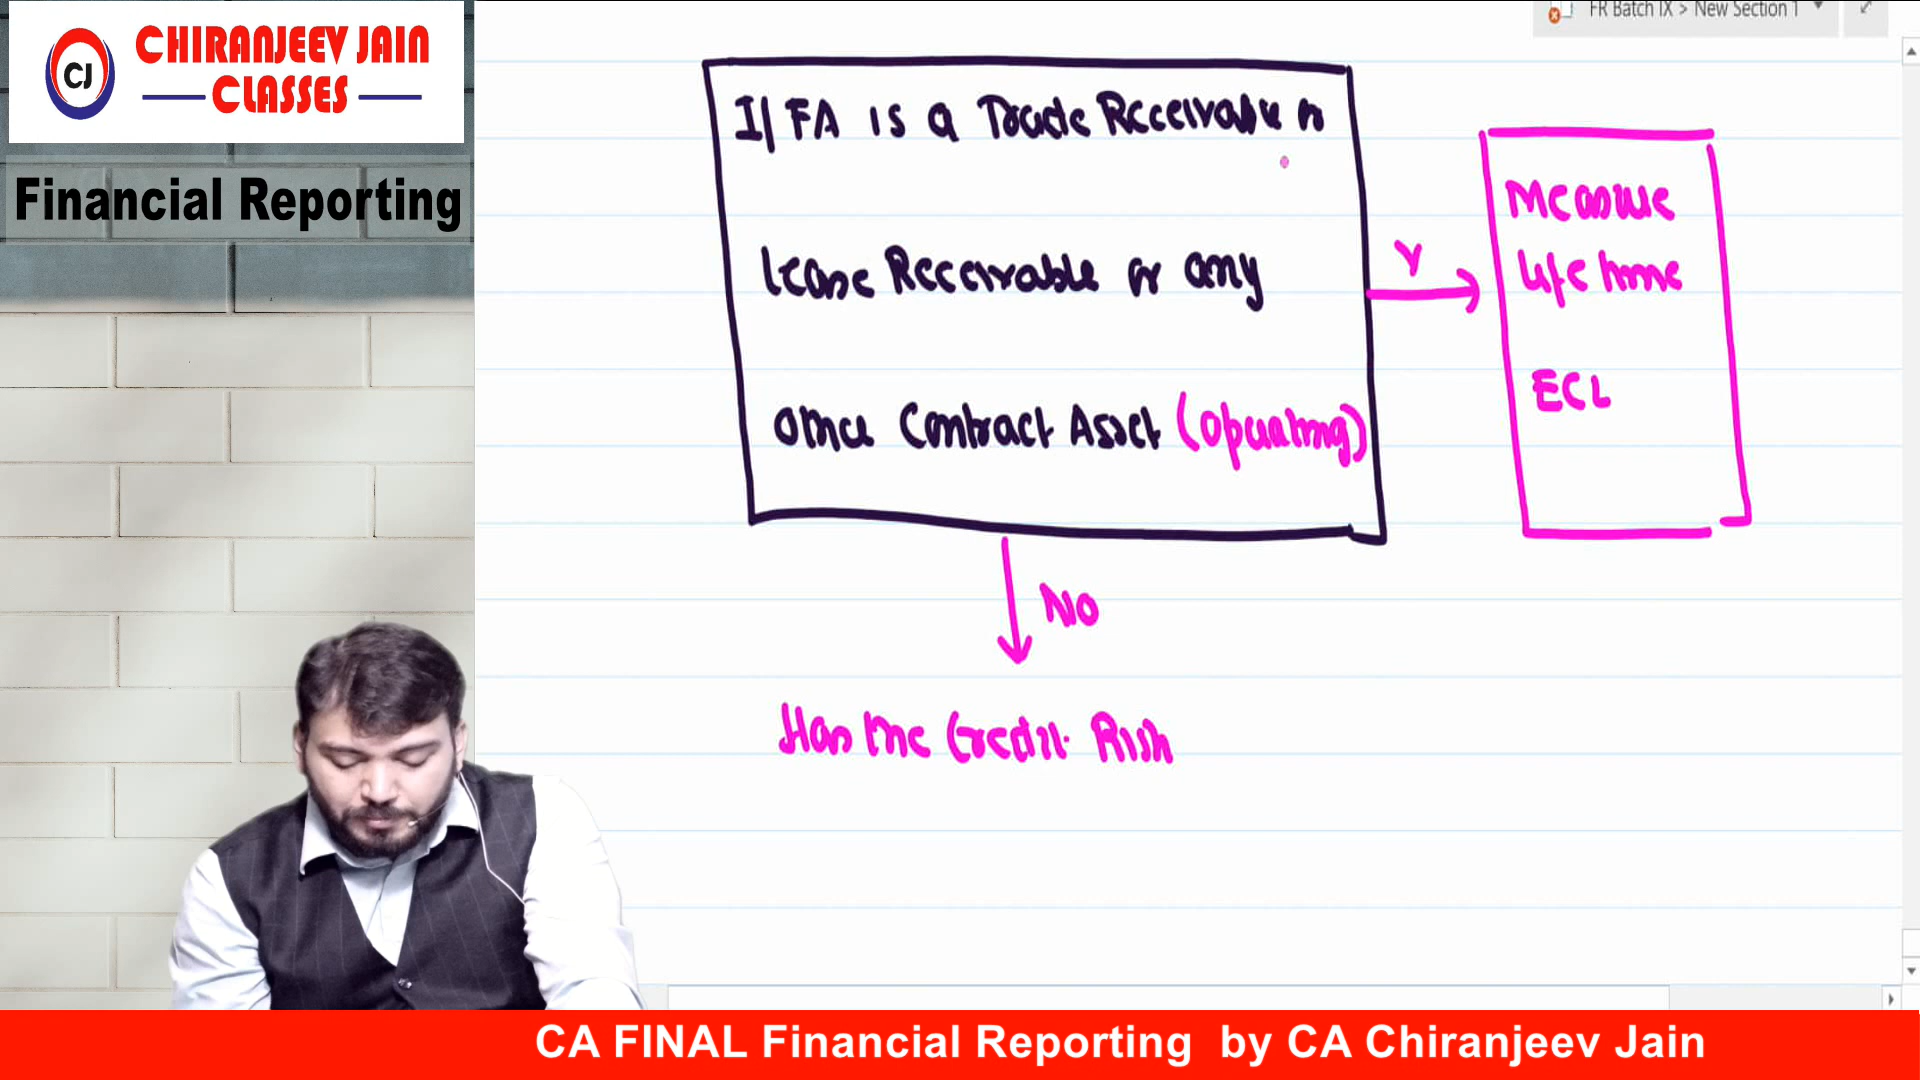 CHIRANJEEV JAIN
CJ
CLASSES
Financial Reporting
FR Batch IX > New Section 1
If FA is a Trade Receivable or
lease Receivable or any
other Contract Asset (operating)
Y
Measure
life time
ECL
NO
Has the Credit Risk
CA FINAL Financial Reporting by CA Chiranjeev Jain